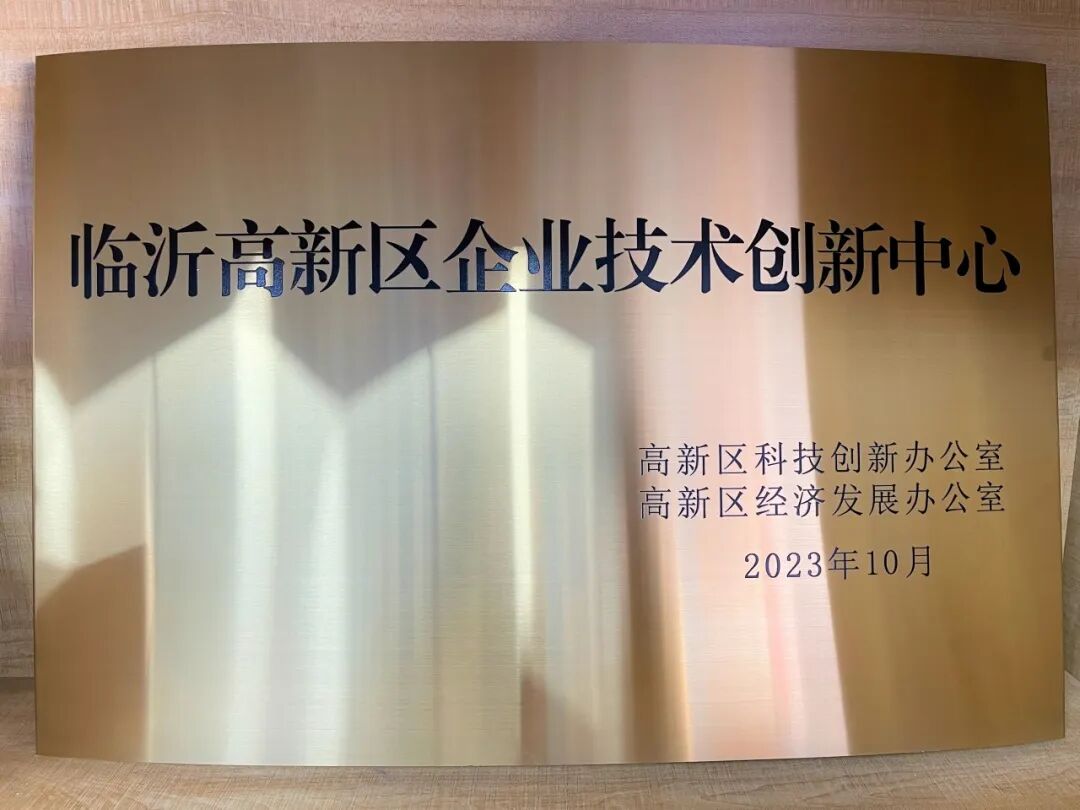 临沂高新区企业技术创新中心
高新区科技创新办公室
高新区经济发展办公室
2023年10月